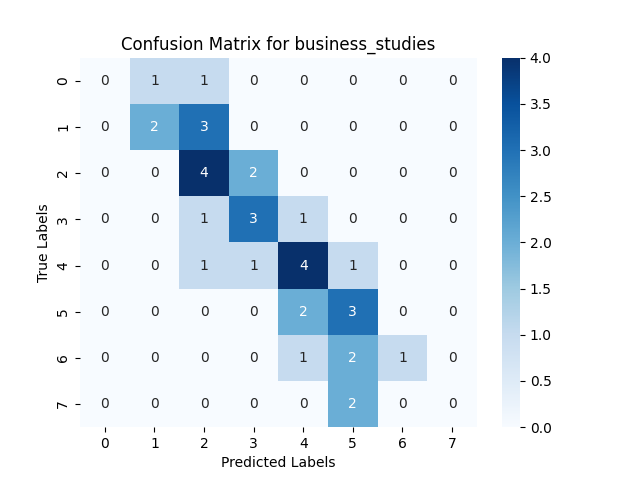 Confusion Matrix for business_studies
0 0 1 1 0 0 0 0 0
1 0 2 3 0 0 0 0 0
2 0 0 4 2 0 0 0 0
3 0 0 1 3 1 0 0 0
4 0 0 1 1 4 1 0 0
5 0 0 0 0 2 3 0 0
6 0 0 0 0 1 2 1 0
7 0 0 0 0 0 2 0 0
0 1 2 3 4 5 6 7
True Labels
Predicted Labels
4.0
3.5
3.0
2.5
2.0
1.5
1.0
0.5
0.0